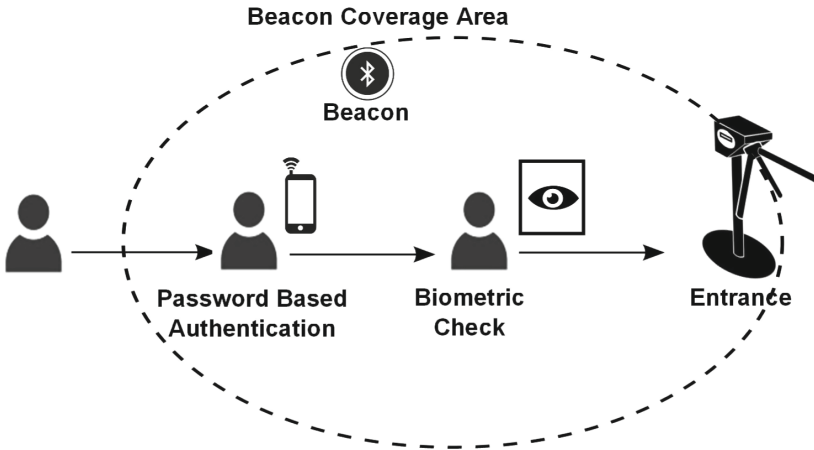 Beacon Coverage Area
Beacon
Password Based
Authentication
Biometric
Check
Entrance